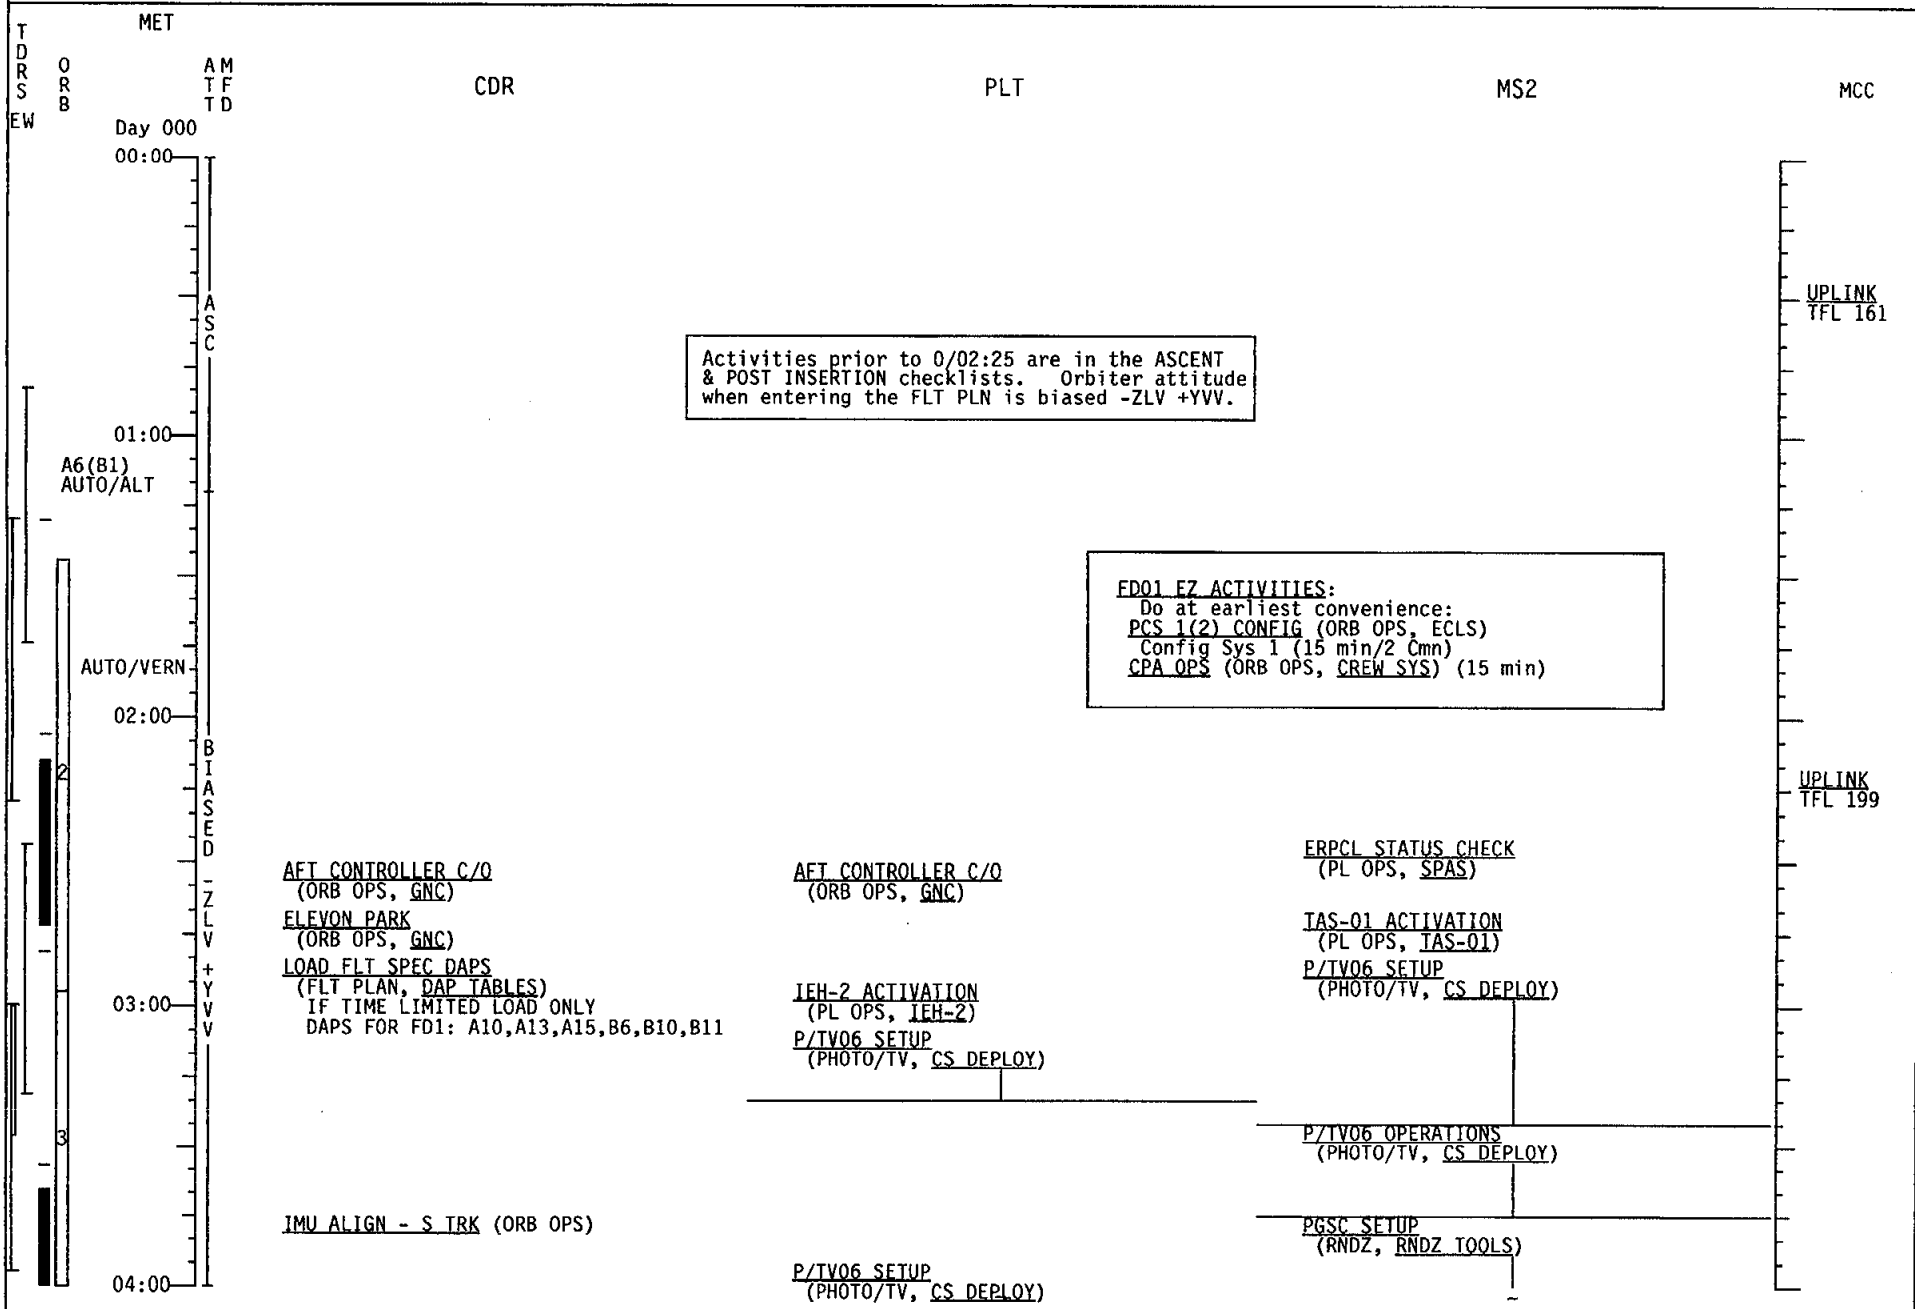 MET
TDRS
EW
ORB
ATT
MFD
CDR
PLT
MS2
MCC
Day 000
00:00
ASC
UPLINK
TFL 161
Activities prior to 0/02:25 are in the ASCENT
& POST INSERTION checklists. Orbiter attitude
when entering the FLT PLN is biased -ZLV +YVV.
01:00
A6(B1)
AUTO/ALT
FD01 EZ ACTIVITIES:
Do at earliest convenience:
PCS 1(2) CONFIG (ORB OPS, ECLS)
Config Sys 1 (15 min/2 Cmn)
CPA OPS (ORB OPS, CREW SYS) (15 min)
AUTO/VERN
02:00
BIASED -ZLV +YVV
2
UPLINK
TFL 199
AFT CONTROLLER C/O
(ORB OPS, GNC)
ELEVON PARK
(ORB OPS, GNC)
LOAD FLT SPEC DAPS
(FLT PLAN, DAP TABLES)
IF TIME LIMITED LOAD ONLY
DAPS FOR FD1: A10,A13,A15,B6,B10,B11
AFT CONTROLLER C/O
(ORB OPS, GNC)
IEH-2 ACTIVATION
(PL OPS, IEH-2)
P/TV06 SETUP
(PHOTO/TV, CS DEPLOY)
ERPCL STATUS CHECK
(PL OPS, SPAS)
TAS-01 ACTIVATION
(PL OPS, TAS-01)
P/TV06 SETUP
(PHOTO/TV, CS DEPLOY)
03:00
3
P/TV06 OPERATIONS
(PHOTO/TV, CS DEPLOY)
IMU ALIGN - S TRK (ORB OPS)
PGSC SETUP
(RNDZ, RNDZ TOOLS)
P/TV06 SETUP
(PHOTO/TV, CS DEPLOY)
04:00
~